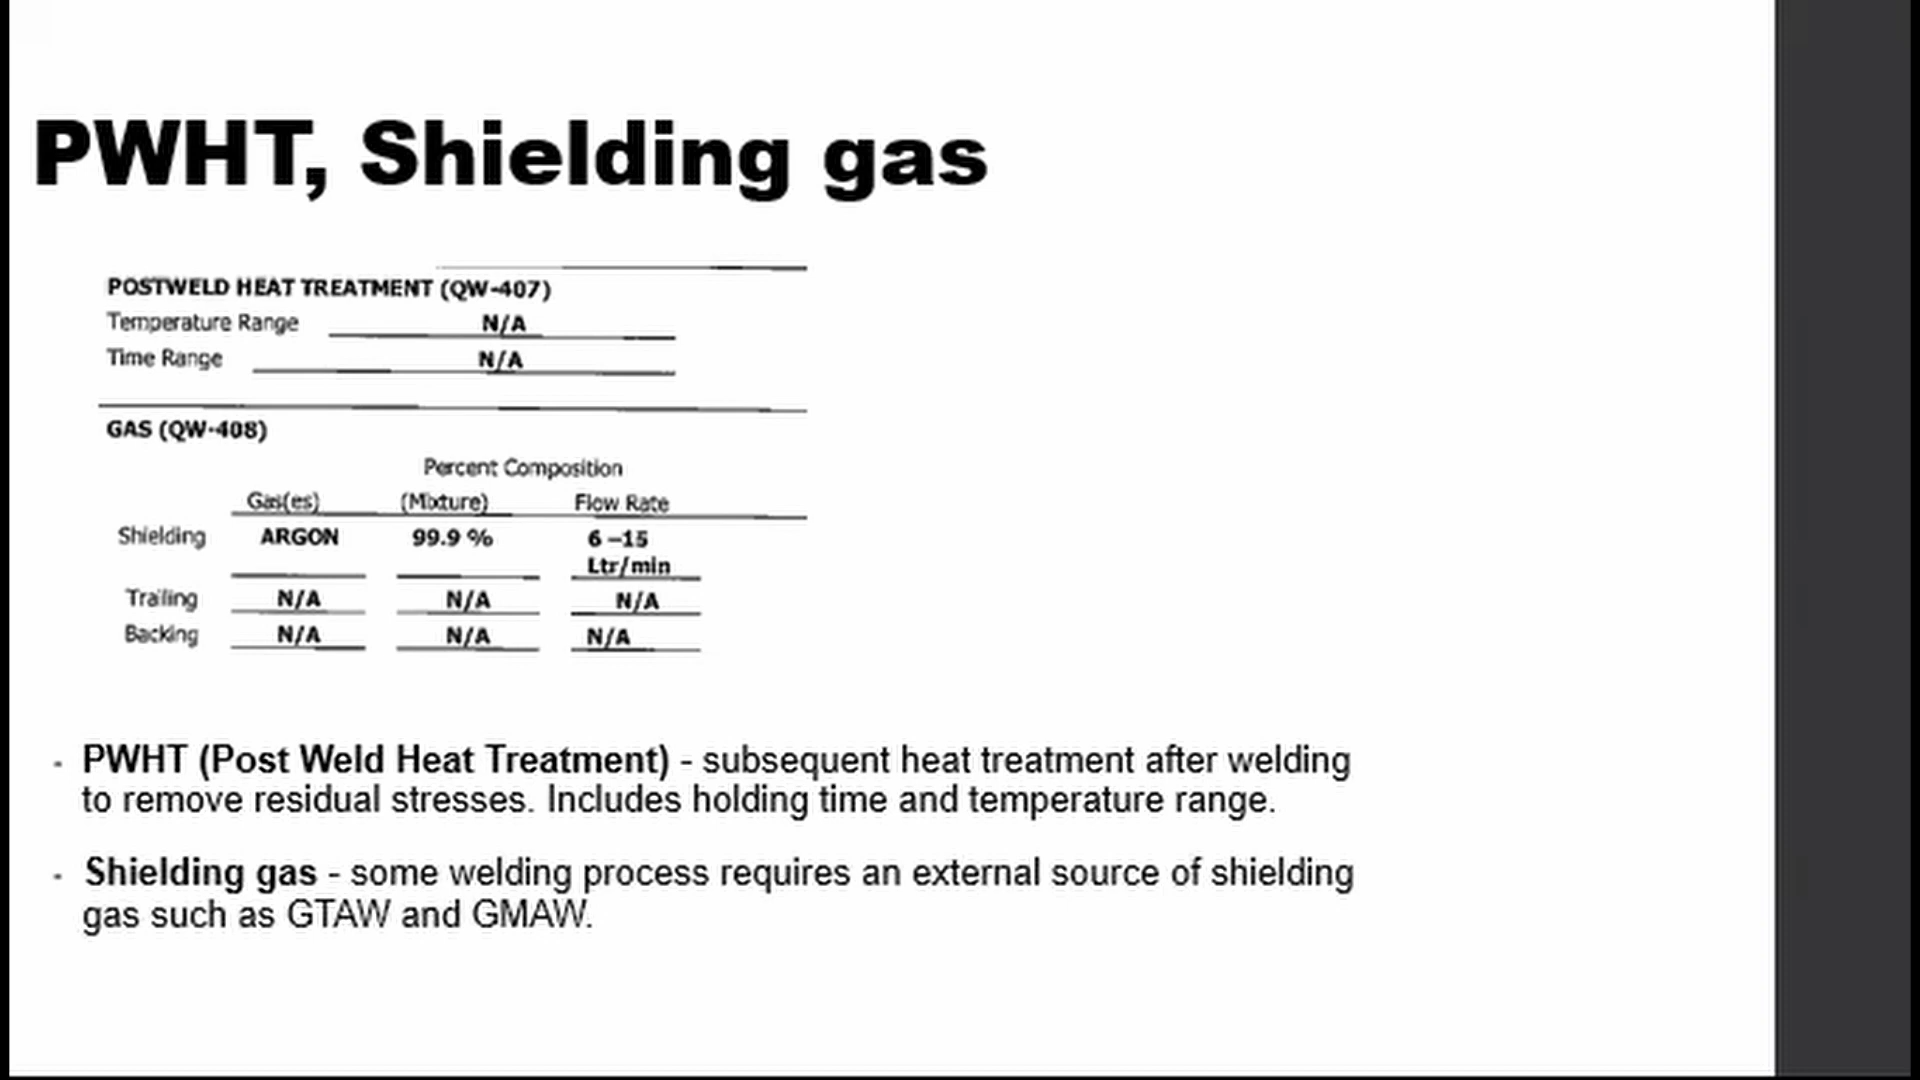 PWHT, Shielding gas
POSTWELD HEAT TREATMENT (QW-407)
Temperature Range N/A
Time Range N/A
GAS (QW-408)
Percent Composition
Gas(es) (Mixture) Flow Rate
Shielding ARGON 99.9 % 6 –15
Ltr/min
Trailing N/A N/A N/A
Backing N/A N/A N/A
- PWHT (Post Weld Heat Treatment) - subsequent heat treatment after welding
to remove residual stresses. Includes holding time and temperature range.
- Shielding gas - some welding process requires an external source of shielding
gas such as GTAW and GMAW.